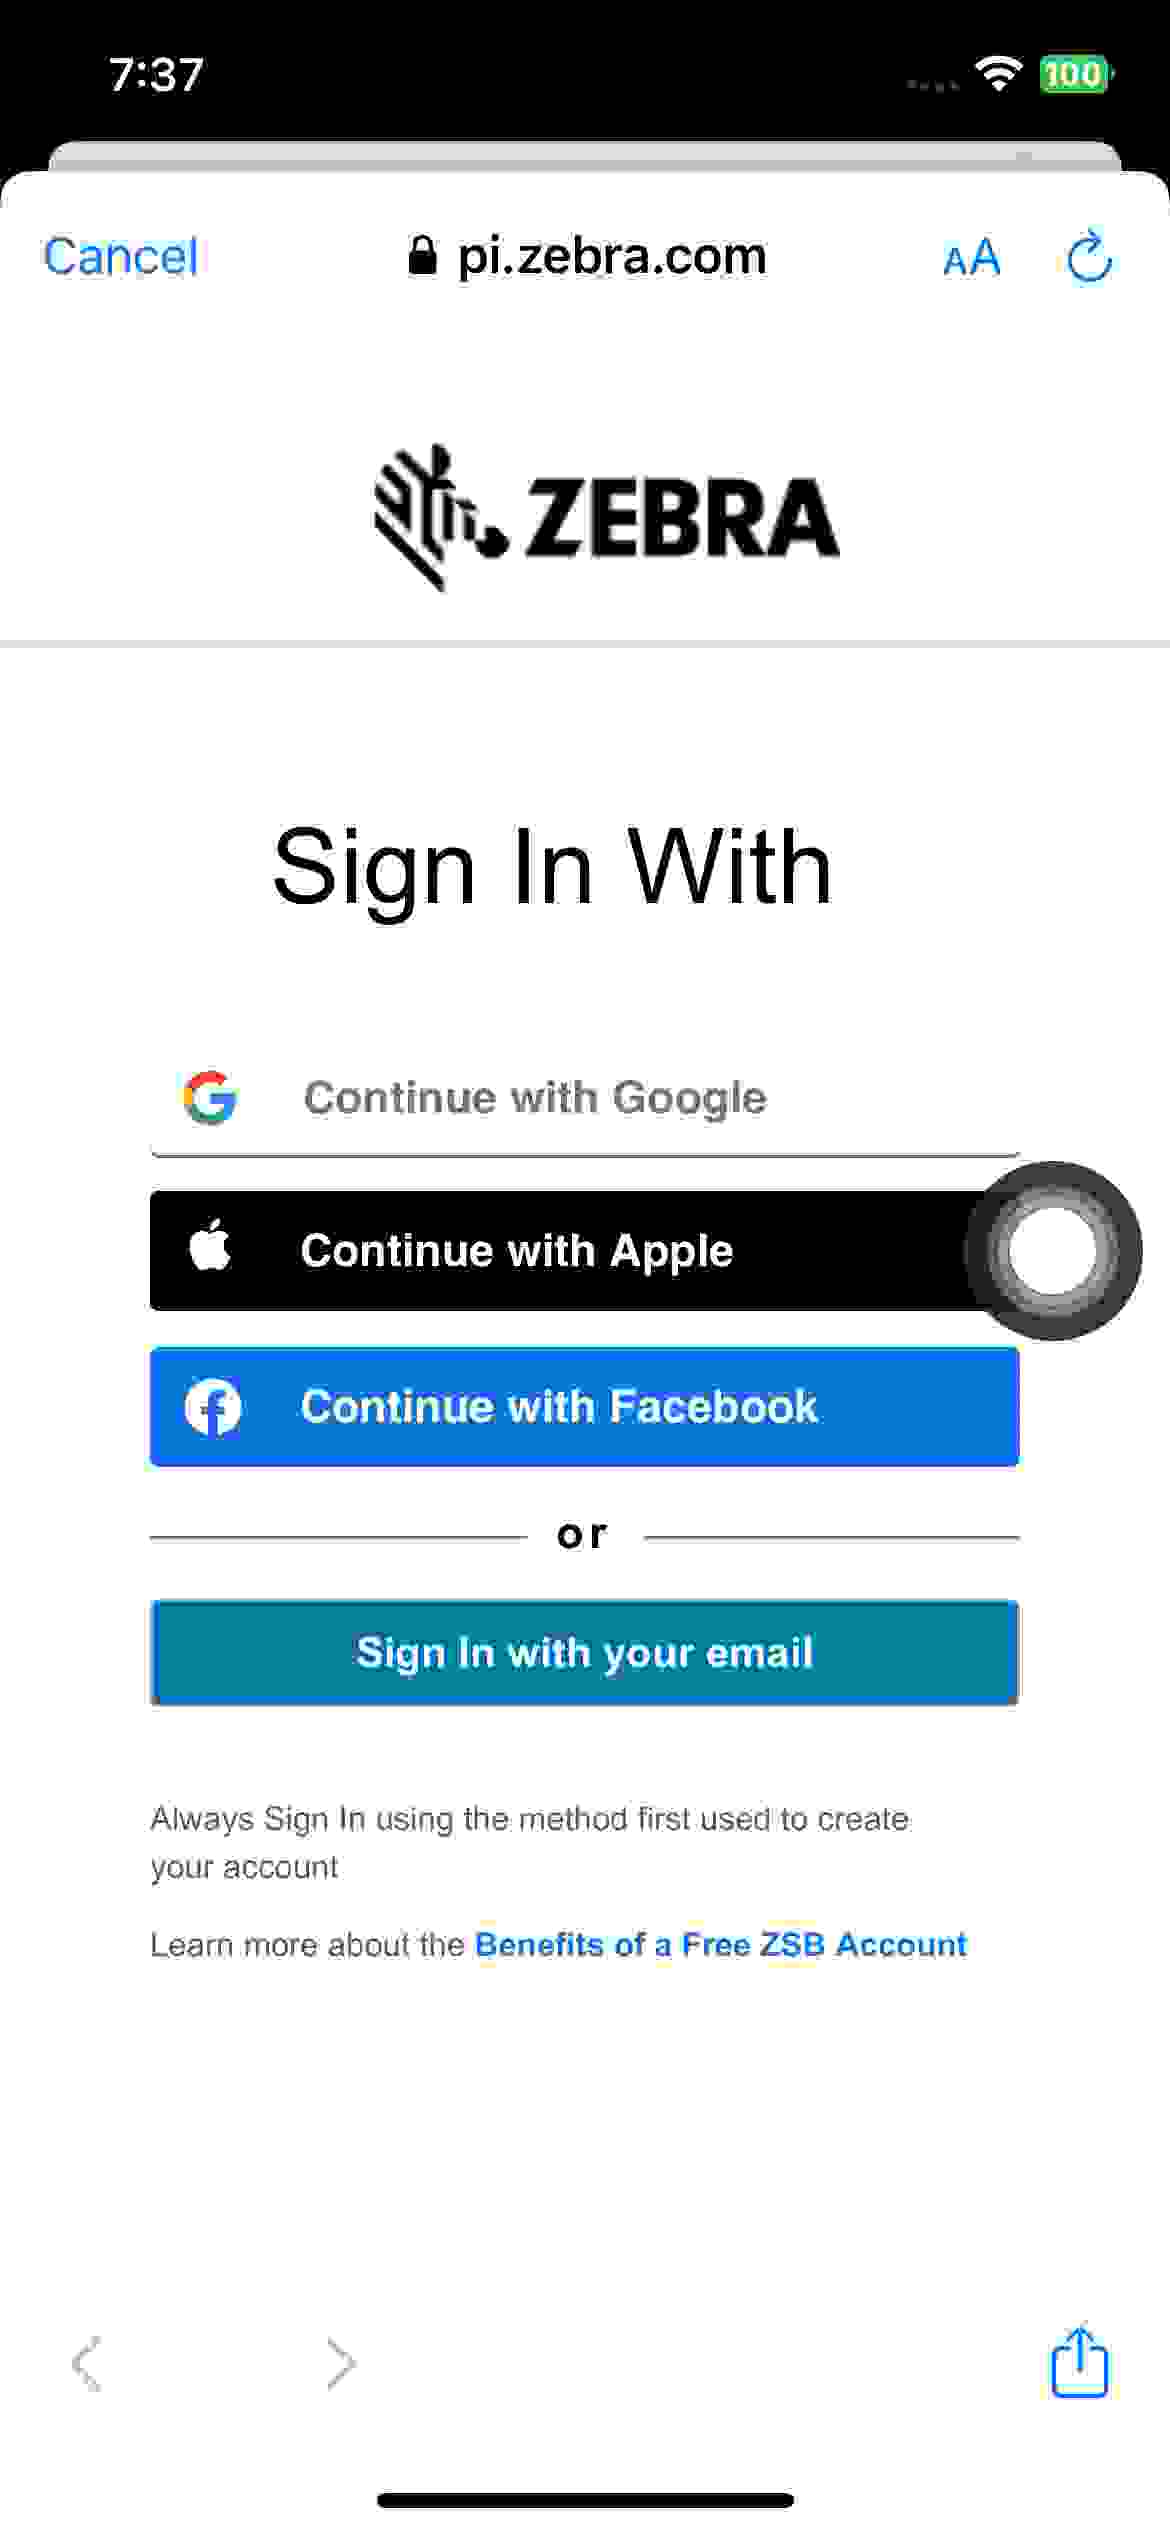 7:37
100
Cancel
pi.zebra.com
AA
ZEBRA
Sign In With
Continue with Google
Continue with Apple
Continue with Facebook
or
Sign In with your email
Always Sign In using the method first used to create
your account
Learn more about the Benefits of a Free ZSB Account